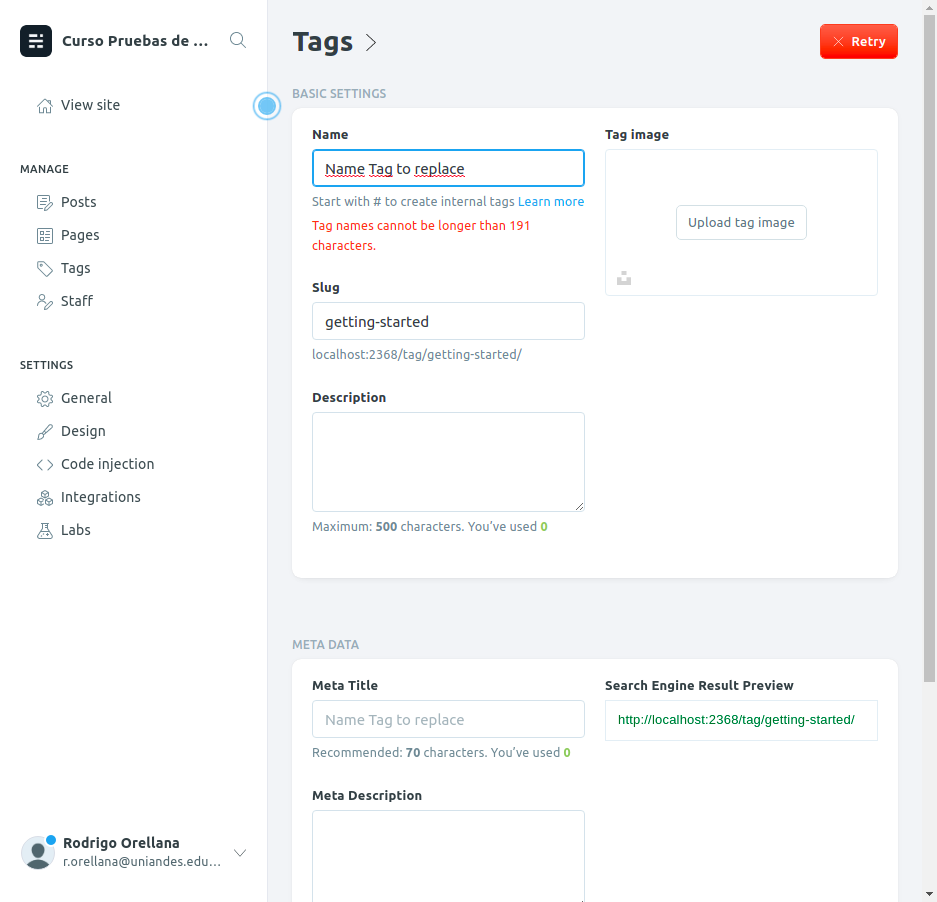 Curso Pruebas de ...
View site
MANAGE
Posts
Pages
Tags
Staff
SETTINGS
General
Design
Code injection
Integrations
Labs
Rodrigo Orellana
r.orellana@uniandes.edu...
Tags
Retry
BASIC SETTINGS
Name
Name Tag to replace
Start with # to create internal tags Learn more
Tag names cannot be longer than 191
characters.
Slug
getting-started
localhost:2368/tag/getting-started/
Description
Maximum: 500 characters. You’ve used 0
Tag image
Upload tag image
META DATA
Meta Title
Name Tag to replace
Recommended: 70 characters. You’ve used 0
Meta Description
Search Engine Result Preview
http://localhost:2368/tag/getting-started/